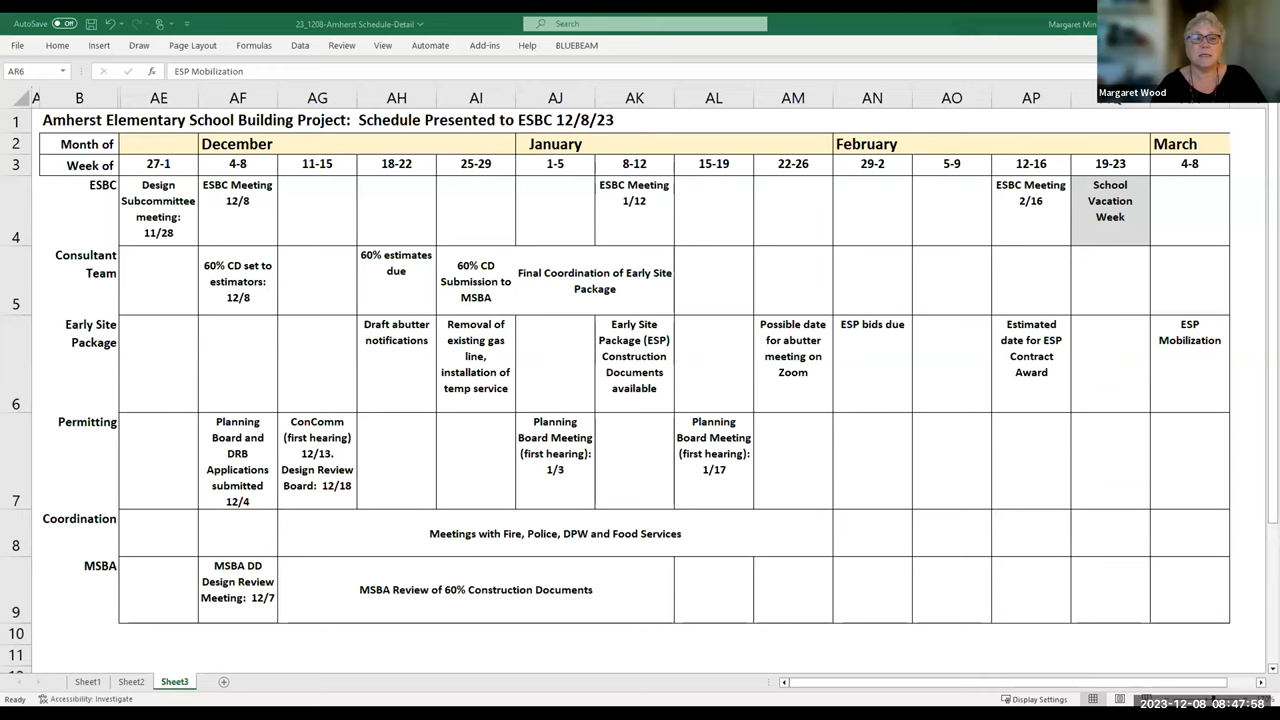 AutoSave Off 23_1208-Amherst Schedule-Detail Search Margaret Min
File Home Insert Draw Page Layout Formulas Data Review View Automate Add-ins Help BLUEBEAM
AR6 fx ESP Mobilization
Margaret Wood
A B AE AF AG AH AI AJ AK AL AM AN AO AP
1 Amherst Elementary School Building Project: Schedule Presented to ESBC 12/8/23
2 Month of December January February March
3 Week of 27-1 4-8 11-15 18-22 25-29 1-5 8-12 15-19 22-26 29-2 5-9 12-16 19-23 4-8
4 ESBC
Design
Subcommittee
meeting:
11/28
ESBC Meeting
12/8
ESBC Meeting
1/12
ESBC Meeting
2/16
School
Vacation
Week
5 Consultant
Team
60% CD set to
estimators:
12/8
60% estimates
due
60% CD
Submission to
MSBA
Final Coordination of Early Site
Package
6 Early Site
Package
Draft abutter
notifications
Removal of
existing gas
line,
installation of
temp service
Early Site
Package (ESP)
Construction
Documents
available
Possible date
for abutter
meeting on
Zoom
ESP bids due
Estimated
date for ESP
Contract
Award
ESP
Mobilization
7 Permitting
Planning
Board and
DRB
Applications
submitted
12/4
ConComm
(first hearing)
12/13.
Design Review
Board: 12/18
Planning
Board Meeting
(first hearing):
1/3
Planning
Board Meeting
(first hearing):
1/17
8 Coordination
Meetings with Fire, Police, DPW and Food Services
9 MSBA
MSBA DD
Design Review
Meeting: 12/7
MSBA Review of 60% Construction Documents
10
11
Sheet1 Sheet2 Sheet3
Ready Accessibility: Investigate Display Settings
2023-12-08 08:47:58